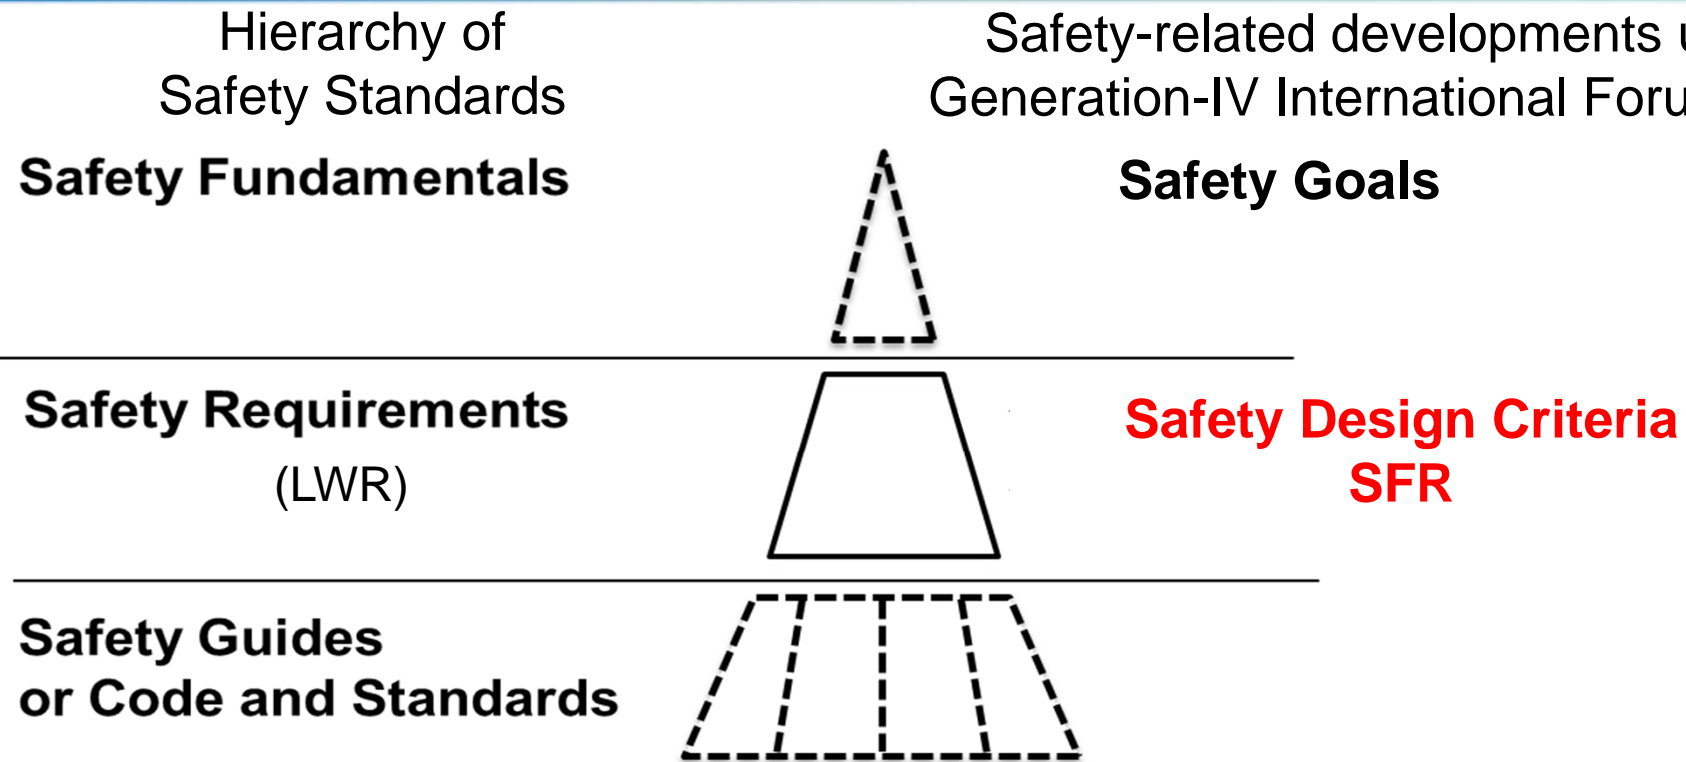 Hierarchy of
Safety Standards
Safety-related developments
Generation-IV International
Safety Fundamentals
Safety Goals
Safety Requirements
(LWR)
Safety Design Criteria
SFR
Safety Guides
or Code and Standards